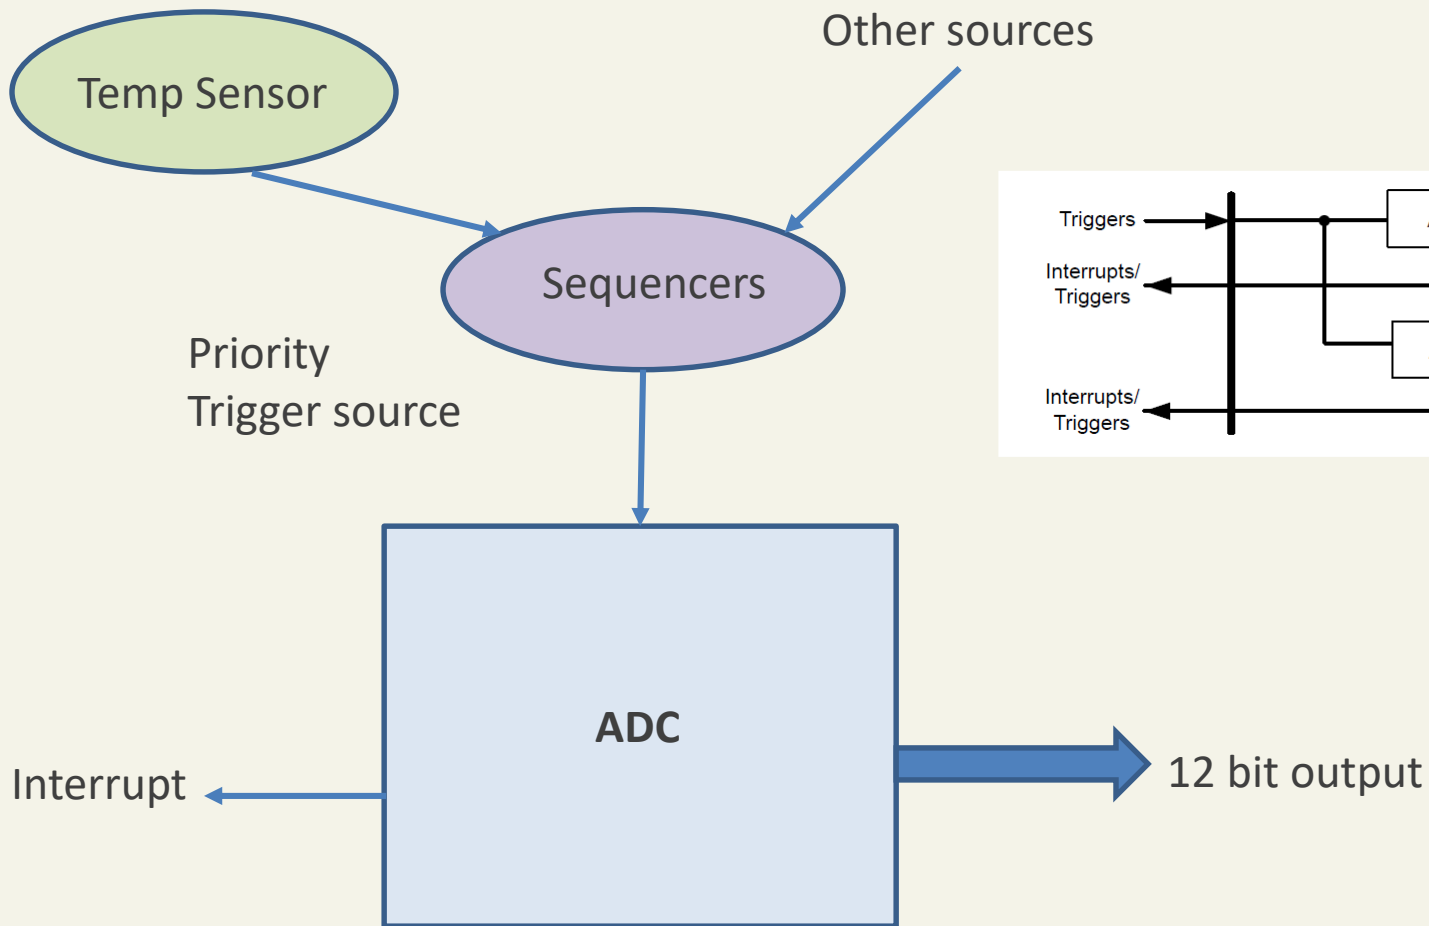 Other sources
Temp Sensor
Sequencers
Priority
Trigger source
Triggers
Interrupts/
Triggers
Interrupts/
Triggers
ADC
Interrupt
12 bit output